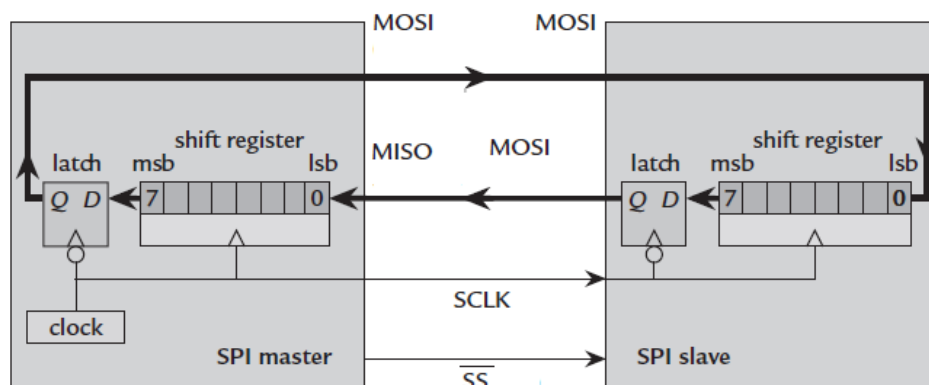 MOSI MOSI
shift register shift register
latch msb lsb MISO MOSI latch msb lsb
Q D 7 0 Q D 7 0
SCLK
clock
SPI master SS SPI slave